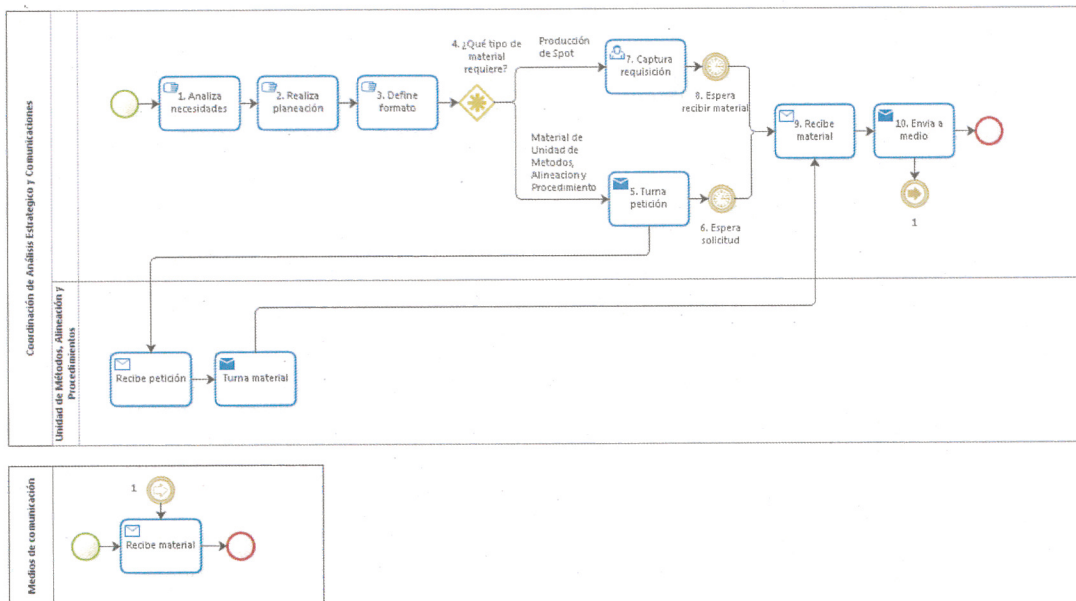 Coordinación de Análisis Estrategico y Comunicaciones
1. Analiza
necesidades
2. Realiza
planeación
3. Define
formato
4. ¿Qué tipo de
material
requiere?
Producción
de Spot
7. Captura
requisición
8. Espera
recibir material
Material de
Unidad de
Metodos,
Alineacion y
Procedimiento
5. Turna
petición
6. Espera
solicitud
9. Recibe
material
10. Envia a
medio
1
Unidad de Métodos, Alineación y
Procedimientos
Recibe petición
Turna material
Medios de comunicación
1
Recibe material